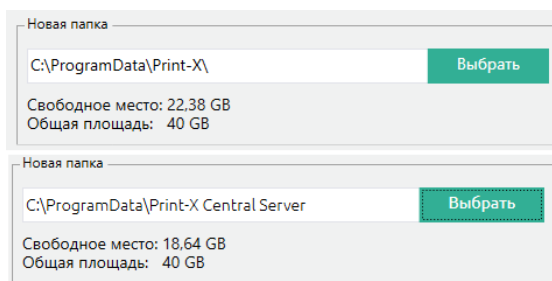 Новая папка
C:\ProgramData\Print-X\
Выбрать
Свободное место: 22,38 GB
Общая площадь: 40 GB
Новая папка
C:\ProgramData\Print-X Central Server
Выбрать
Свободное место: 18,64 GB
Общая площадь: 40 GB